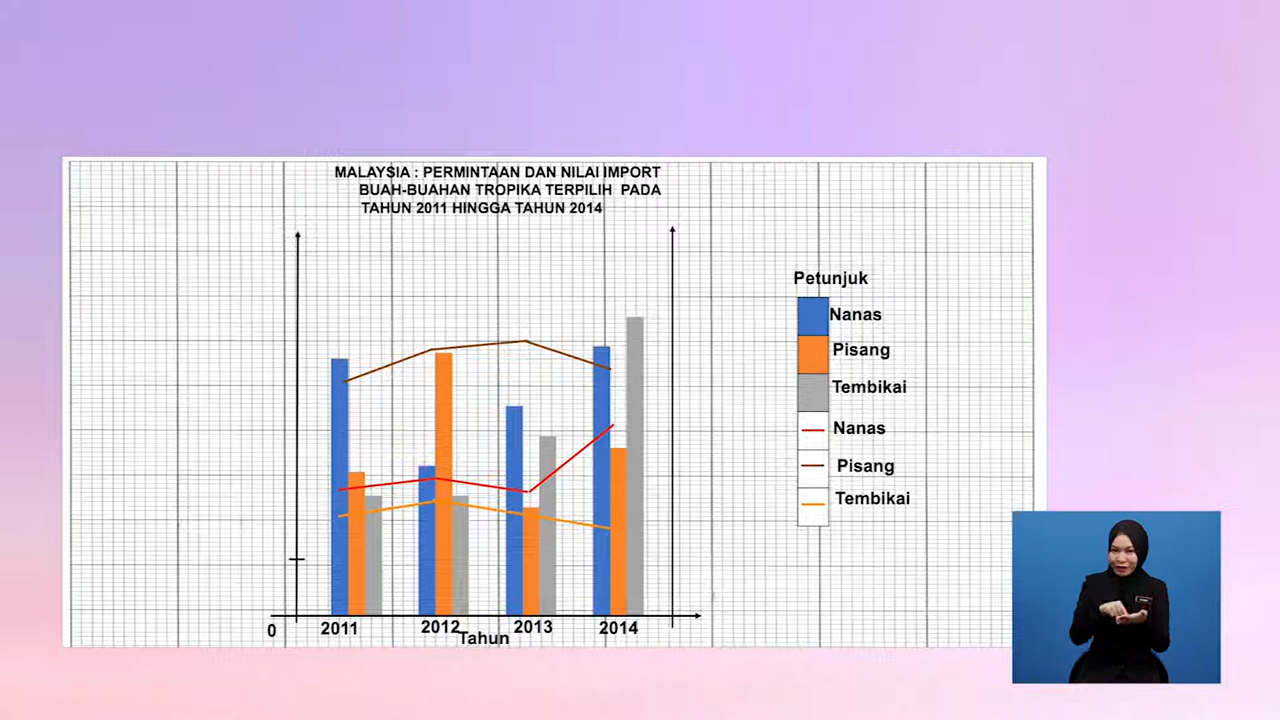 MALAYSIA : PERMINTAAN DAN NILAI IMPORT
BUAH-BUAHAN TROPIKA TERPILIH PADA
TAHUN 2011 HINGGA TAHUN 2014
Petunjuk
Nanas
Pisang
Tembikai
Nanas
Pisang
Tembikai
0
2011
2012
2013
2014
Tahun